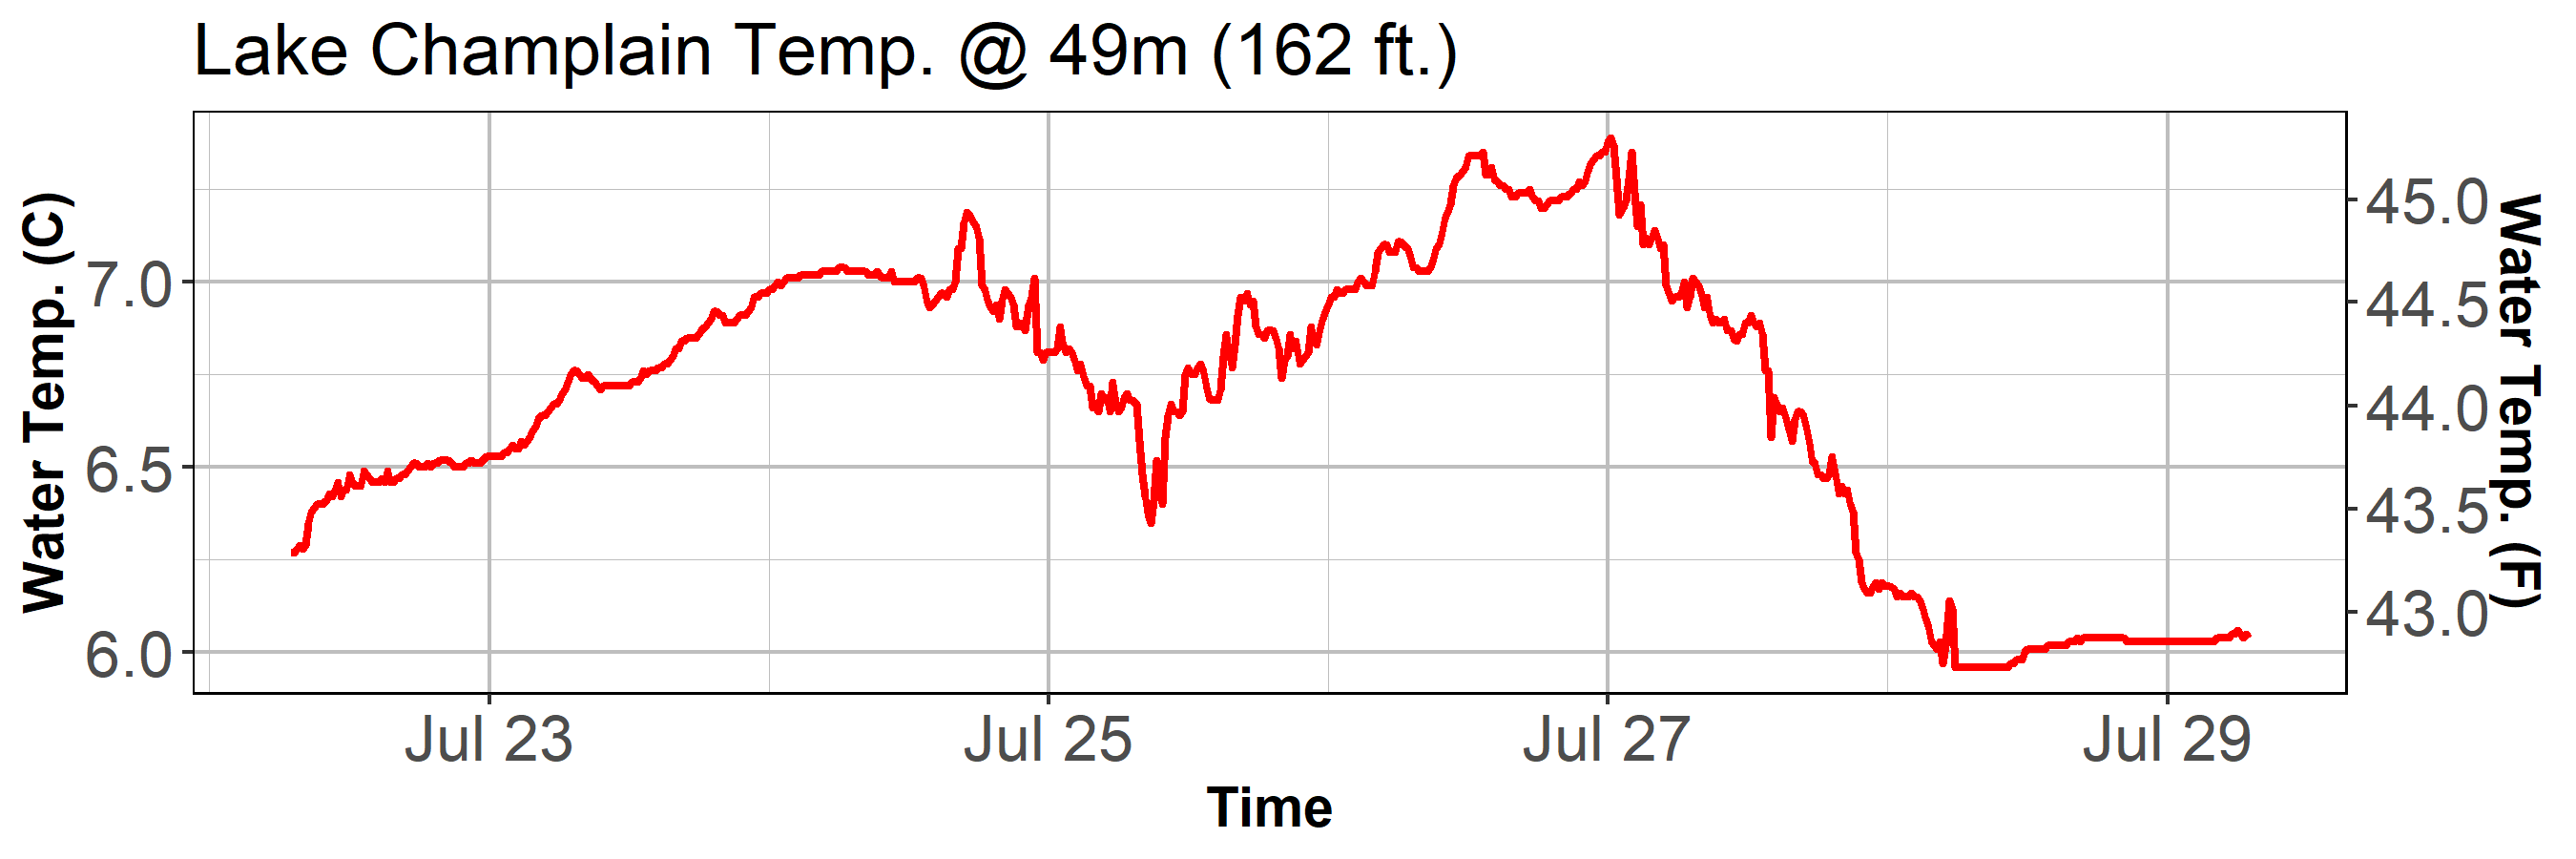 Lake Champlain Temp. @ 49m (162 ft.)
Water Temp. (C)
7.0
6.5
6.0
45.0
44.5
44.0
43.5
43.0
Water Temp. (F)
Jul 23 Jul 25 Jul 27 Jul 29
Time